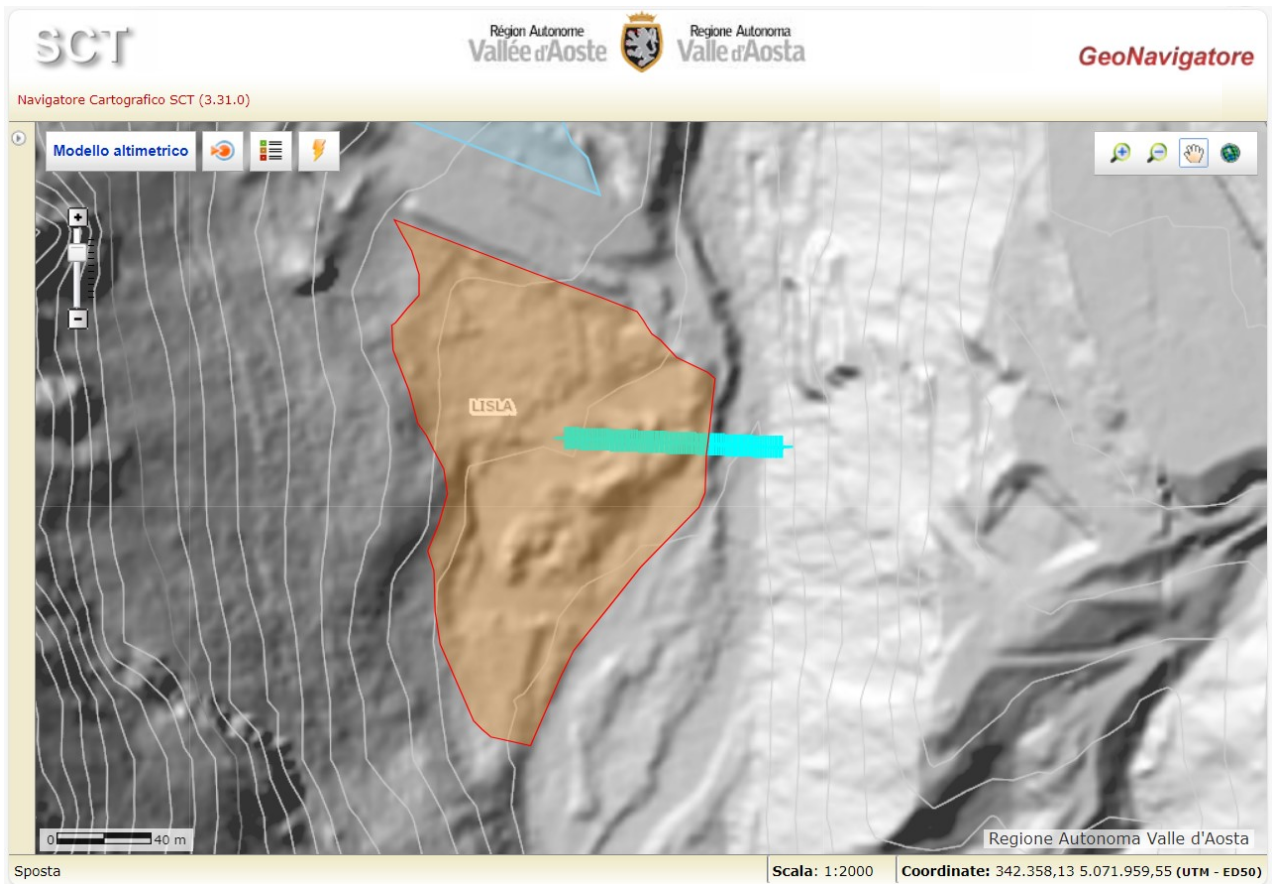 SCT
Région Autonome
Vallée d'Aoste
Regione Autonoma
Valle d'Aosta
GeoNavigatore
Navigatore Cartografico SCT (3.31.0)
Modello altimetrico
LISLA
0 40 m
Regione Autonoma Valle d'Aosta
Sposta
Scala: 1:2000
Coordinate: 342.358,13 5.071.959,55 (UTM - ED50)